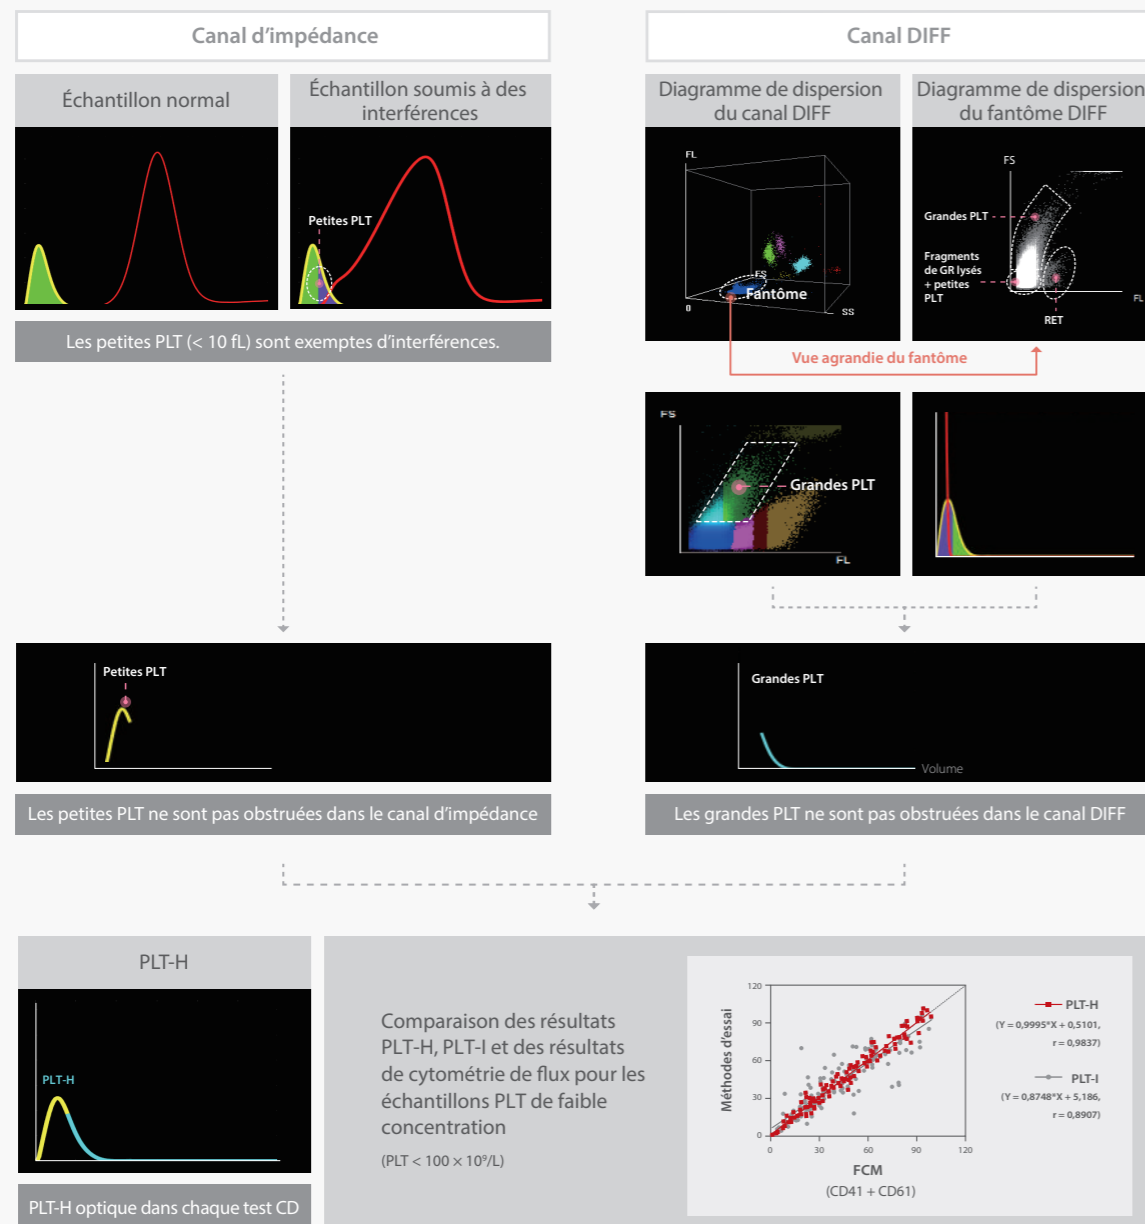 Canal d'impédance
Canal DIFF
Échantillon normal
Échantillon soumis à des
interférences
Diagramme de dispersion
du canal DIFF
Diagramme de dispersion
du fantôme DIFF
Petites PLT
FL
FS
Fantôme
0
SS
FS
Grandes PLT
Fragments
de GR lysés
+ petites
PLT
RET
FL
Les petites PLT (< 10 fL) sont exemptes d'interférences.
Vue agrandie du fantôme
FS
Grandes PLT
FL
Petites PLT
Grandes PLT
Volume
Les petites PLT ne sont pas obstruées dans le canal d'impédance
Les grandes PLT ne sont pas obstruées dans le canal DIFF
PLT-H
PLT-H
PLT-H optique dans chaque test CD
Comparaison des résultats
PLT-H, PLT-I et des résultats
de cytométrie de flux pour les
échantillons PLT de faible
concentration
(PLT < 100 × 10⁹/L)
Méthodes d'essai
120
90
60
30
0
0
30
60
90
120
FCM
(CD41 + CD61)
PLT-H
(Y = 0,9995*X + 0,5101,
r = 0,9837)
PLT-I
(Y = 0,8748*X + 5,186,
r = 0,8907)